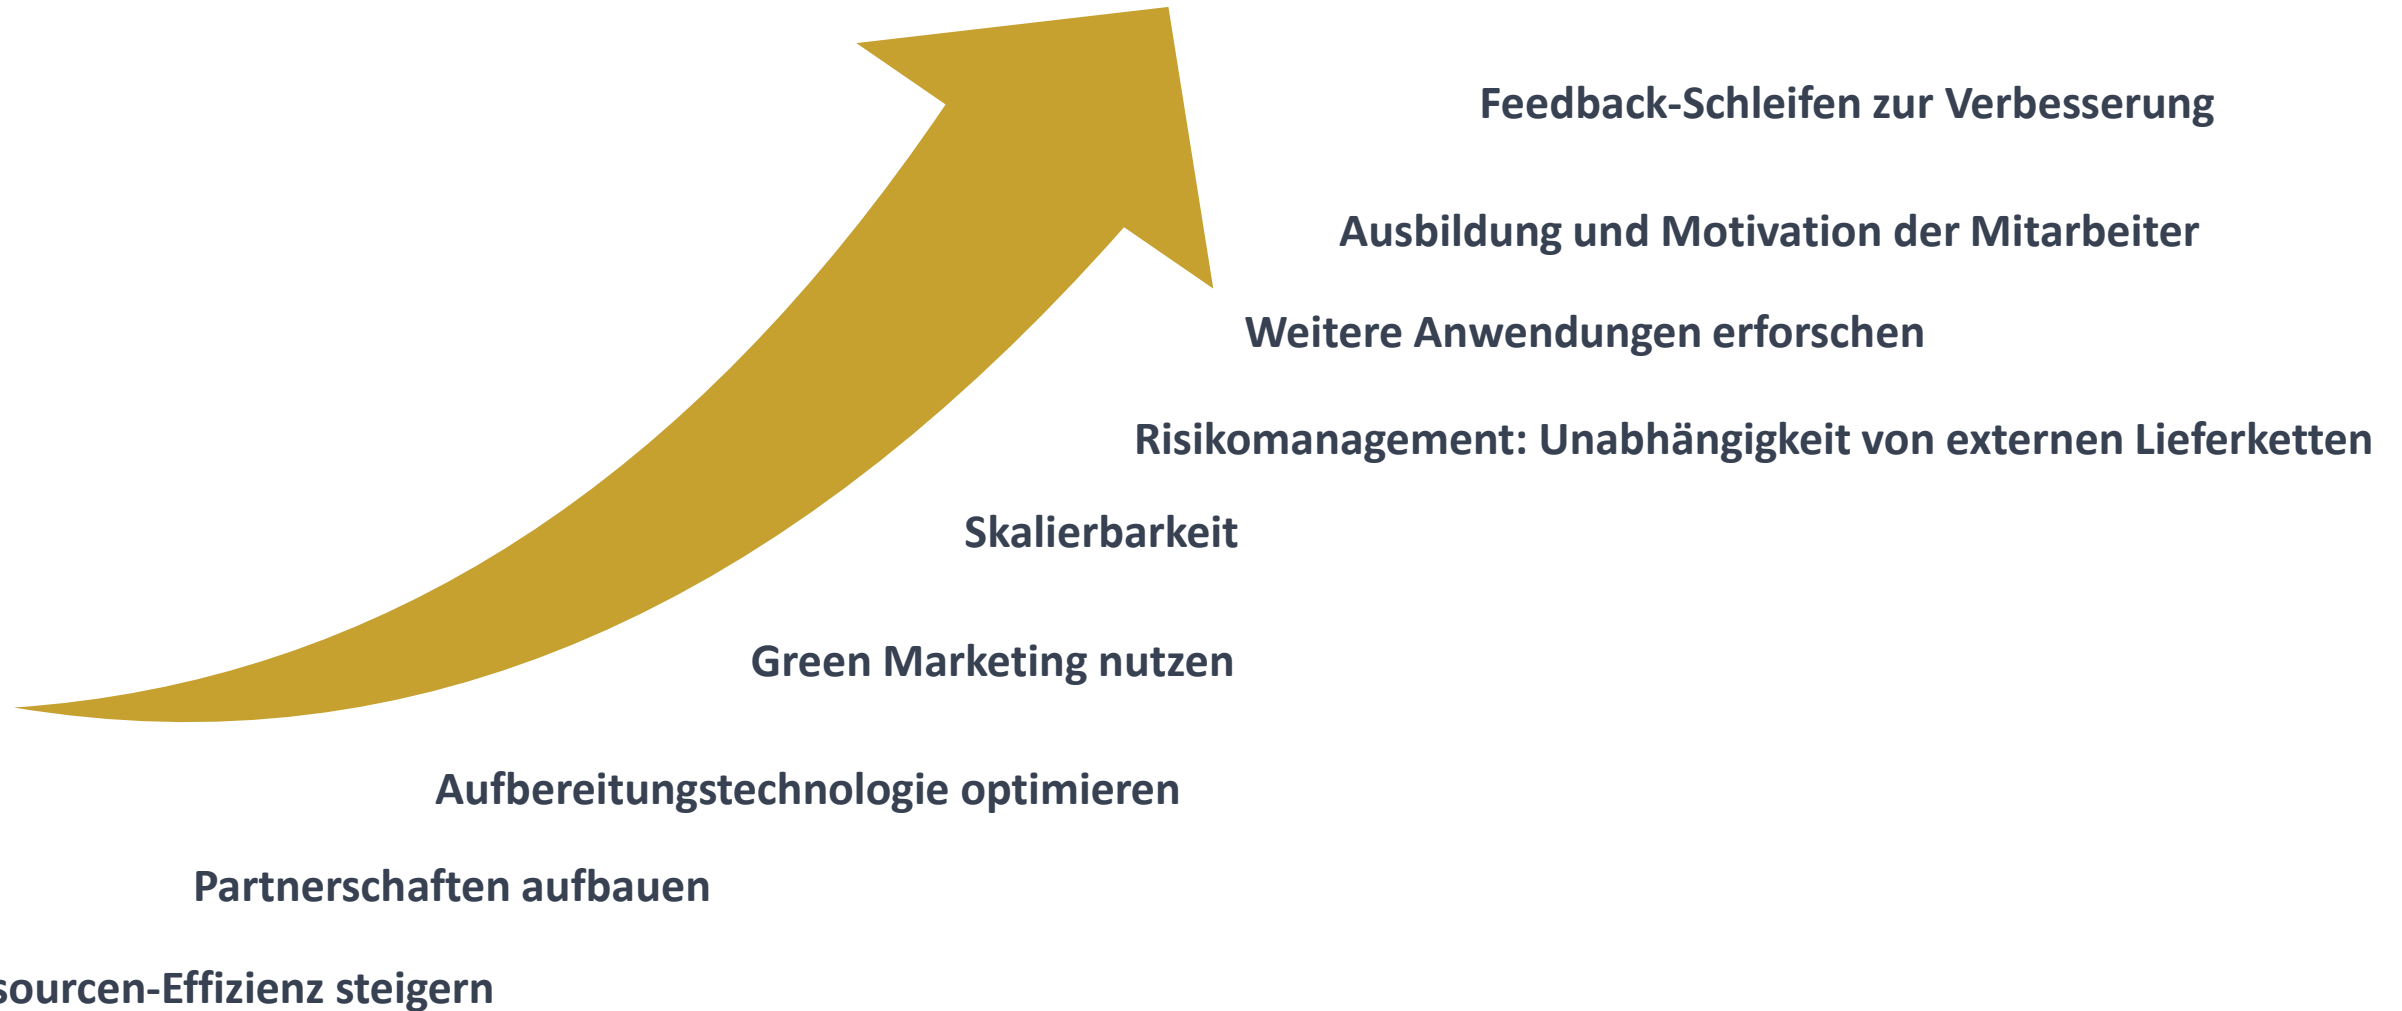 Feedback-Schleifen zur Verbesserung
Ausbildung und Motivation der Mitarbeiter
Weitere Anwendungen erforschen
Risikomanagement: Unabhängigkeit von externen Lieferketten
Skalierbarkeit
Green Marketing nutzen
Aufbereitungstechnologie optimieren
Partnerschaften aufbauen
sourcen-Effizienz steigern